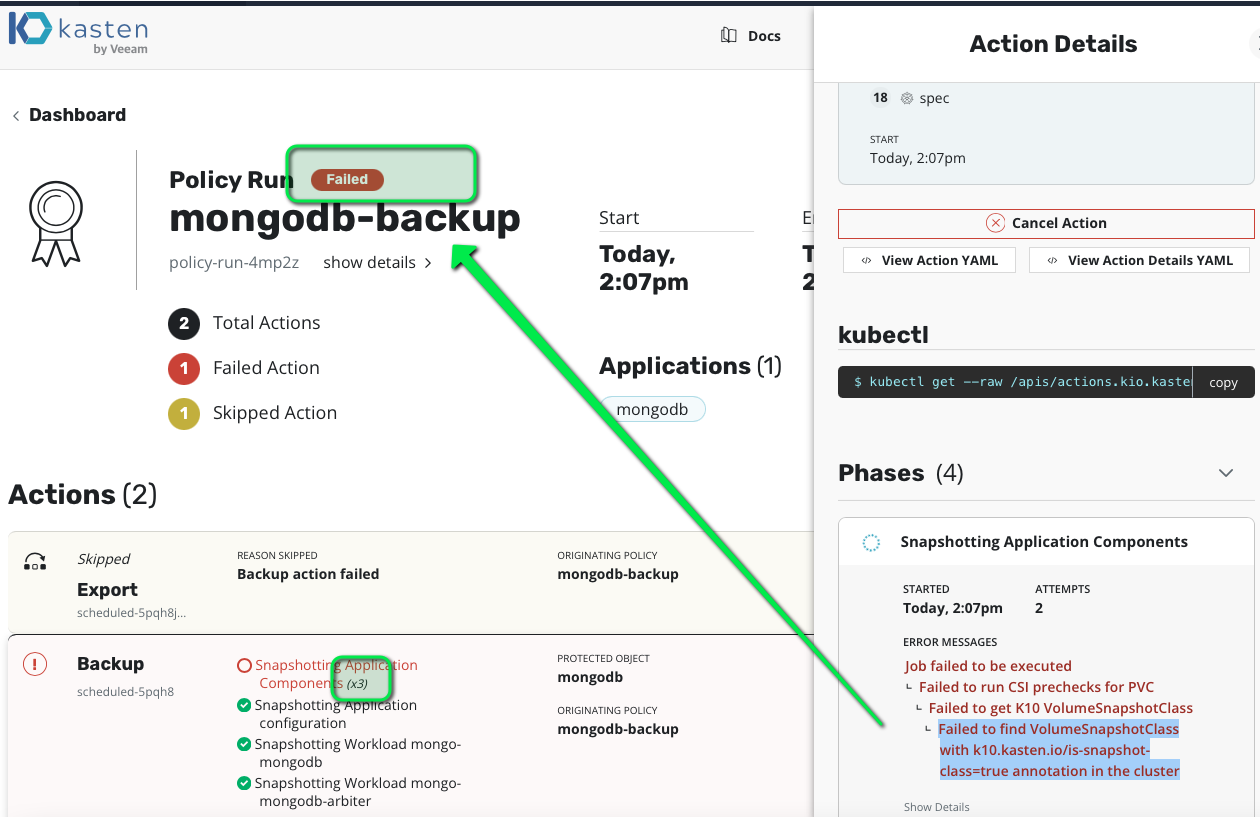 kasten
by Veeam
Docs
Dashboard
Policy Run
Failed
mongodb-backup
policy-run-4mp2z
show details
Start
Today,
2:07pm
2
Total Actions
1
Failed Action
1
Skipped Action
Applications (1)
mongodb
Actions (2)
Skipped
Export
scheduled-5pqh8j...
REASON SKIPPED
Backup action failed
ORIGINATING POLICY
mongodb-backup
Backup
scheduled-5pqh8
Snapshotting Application
Components (x3)
Snapshotting Application
configuration
Snapshotting Workload mongo-
mongodb
Snapshotting Workload mongo-
mongodb-arbiter
PROTECTED OBJECT
mongodb
ORIGINATING POLICY
mongodb-backup
Action Details
18 spec
START
Today, 2:07pm
Cancel Action
</> View Action YAML
</> View Action Details YAML
kubectl
$ kubectl get --raw /apis/actions.kio.kaste
copy
Phases (4)
Snapshotting Application Components
STARTED
Today, 2:07pm
ATTEMPTS
2
ERROR MESSAGES
Job failed to be executed
Failed to run CSI prechecks for PVC
Failed to get K10 VolumeSnapshotClass
Failed to find VolumeSnapshotClass
with k10.kasten.io/is-snapshot-
class=true annotation in the cluster
Show Details